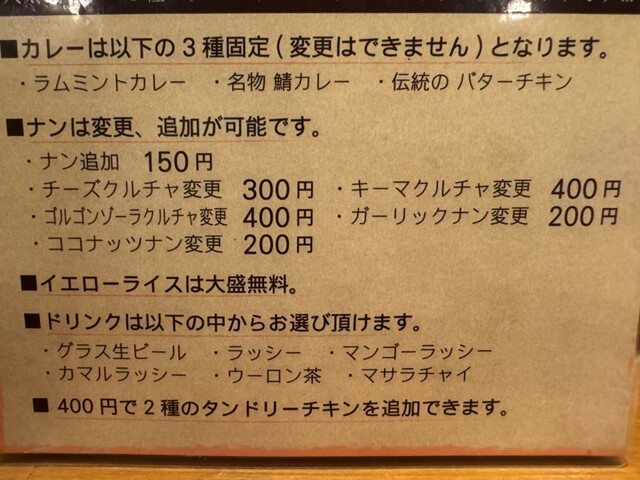 ■カレーは以下の3種固定(変更はできません)となります。
・ラムミントカレー ・名物 鯖カレー ・伝統の バターチキン
■ナンは変更、追加が可能です。
・ナン追加 150円
・チーズクルチャ変更 300円 ・キーマクルチャ変更 400円
・ゴルゴンゾーラクルチャ変更 400円 ・ガーリックナン変更 200円
・ココナッツナン変更 200円
■イエローライスは大盛無料。
■ドリンクは以下の中からお選び頂けます。
・グラス生ビール ・ラッシー ・マンゴーラッシー
・カマルラッシー ・ウーロン茶 ・マサラチャイ
■400円で2種のタンドリーチキンを追加できます。